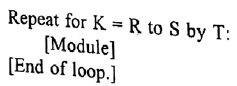 Repeat for K = R to S by T:
[Module]
[End of loop.]